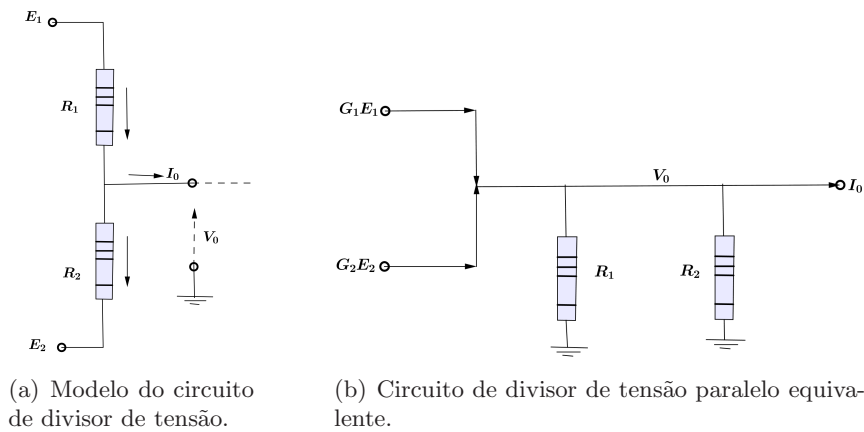 E₁
R₁
I₀
V₀
R₂
E₂
G₁E₁
V₀
I₀
G₂E₂
R₁
R₂
(a) Modelo do circuito
de divisor de tensão.
(b) Circuito de divisor de tensão paralelo equiva-
lente.